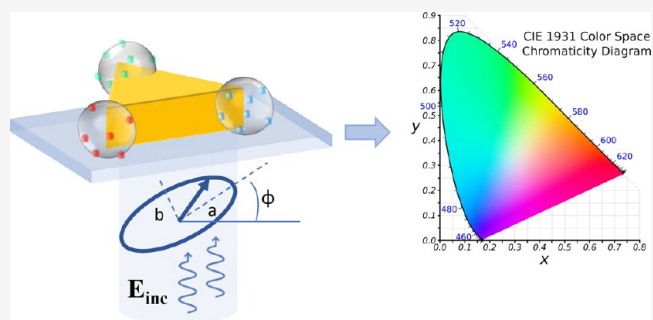 b
a
ϕ
E_inc
CIE 1931 Color Space
Chromaticity Diagram
0.9
0.8
0.7
0.6
0.5
0.4
0.3
0.2
0.1
0.0
y
0.0 0.1 0.2 0.3 0.4 0.5 0.6 0.7 0.8
x
520
540
560
580
600
620
500
480
460